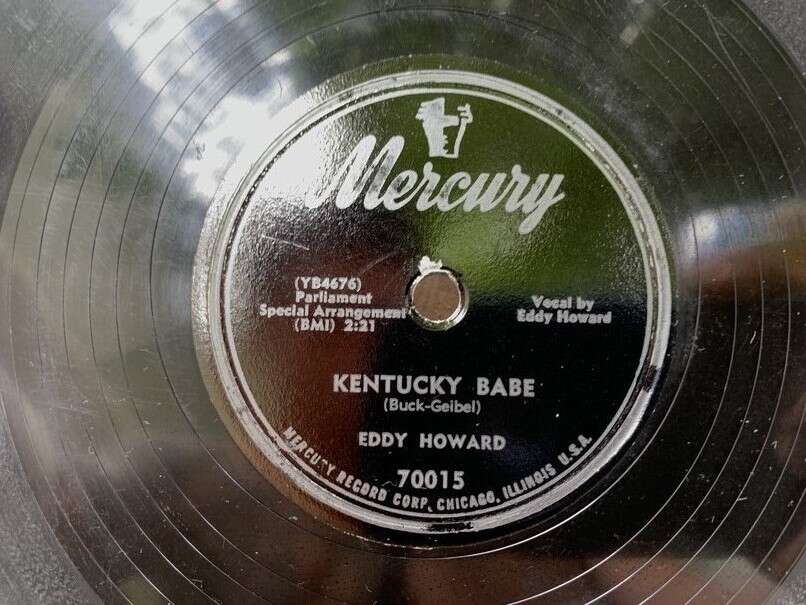 Mercury
(YB4676)
Parliament
Special Arrangement
(BMI) 2:21
Vocal by
Eddy Howard
KENTUCKY BABE
(Buck-Geibel)
EDDY HOWARD
70015
MERCURY RECORD CORP. CHICAGO, ILLINOIS U.S.A.